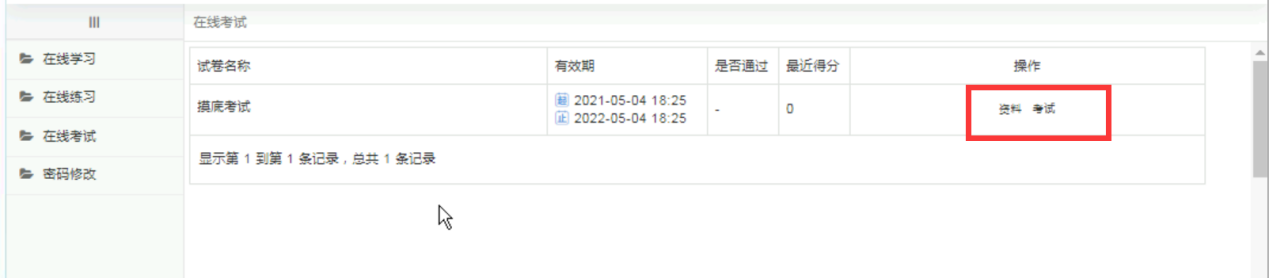 在线考试
在线学习
在线练习
在线考试
密码修改
试卷名称 有效期 是否通过 最近得分 操作
摸底考试 起 2021-05-04 18:25 - 0 资料 考试
止 2022-05-04 18:25
显示第 1 到第 1 条记录，总共 1 条记录